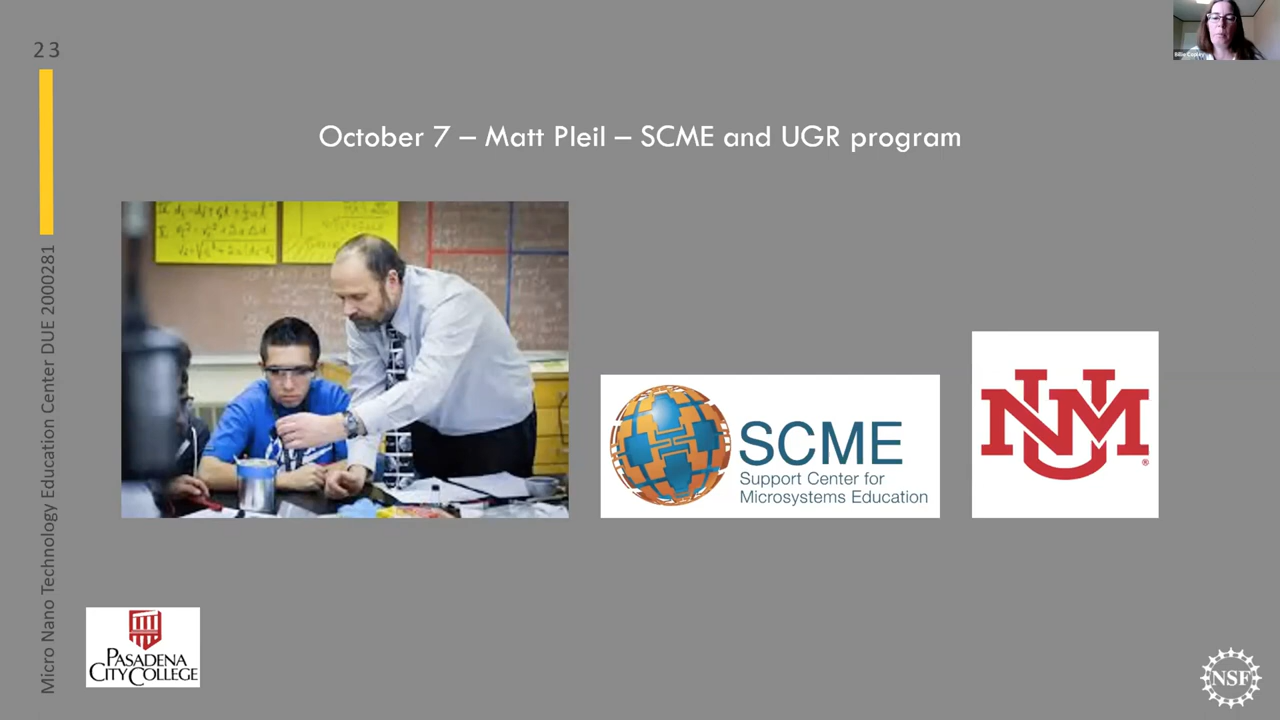 23
October 7 – Matt Pleil – SCME and UGR program
Micro Nano Technology Education Center DUE 2000281
SCME
Support Center for
Microsystems Education
UNM
PASADENA
CITY COLLEGE
NSF